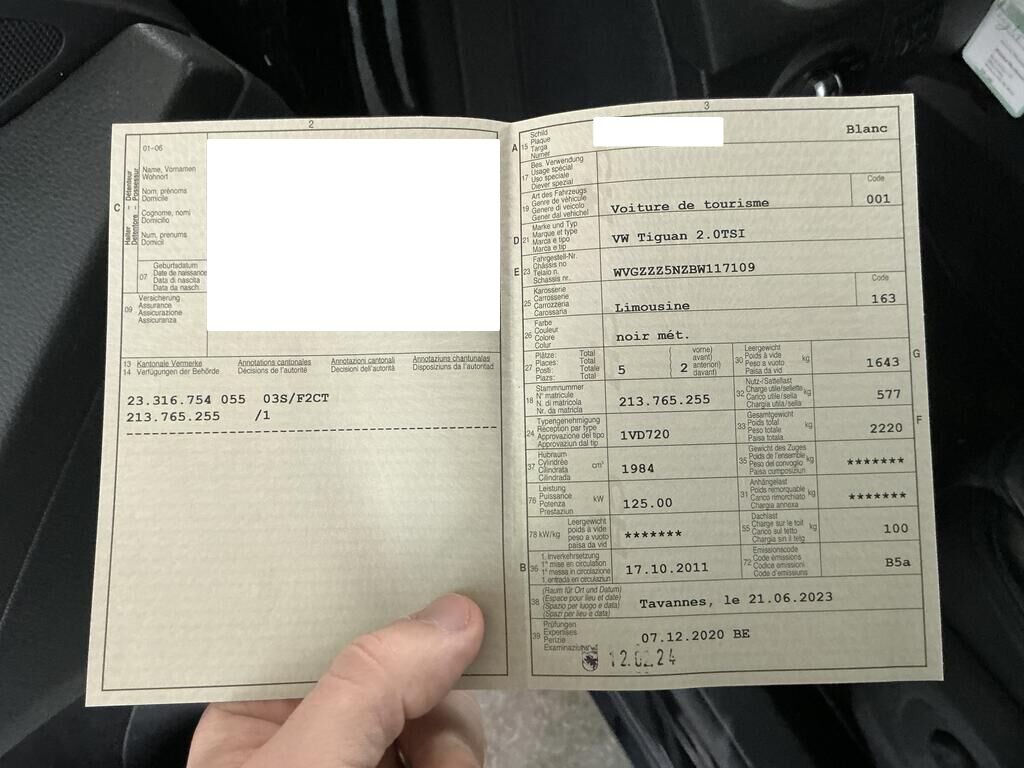 2
01-06
Halter – Détenteur
Detentore – Possessur
C
Name, Vornamen
Wohnort
Nom, prénoms
Domicile
Cognome, nomi
Domicilio
Num, prenums
Domicil
07
Geburtsdatum
Date de naissance
Data di nascita
Data da nasch.
09
Versicherung
Assurance
Assicurazione
Assicuranza
13 Kantonale Vermerke Annotations cantonales Annotazioni cantonali Annotaziuns chantunalas
14 Verfügungen der Behörde Décisions de l'autorité Decisioni dell'autorità Disposiziuns da l'autoritad
23.316.754 055 03S/F2CT
213.765.255 /1
3
A 15
Schild
Plaque
Targa
Numer
Blanc
17
Bes. Verwendung
Usage spécial
Uso speciale
Diever spezial
19
Art des Fahrzeugs
Genre de véhicule
Genere di veicolo
Gener dal vehichel
Voiture de tourisme
Code
001
D 21
Marke und Typ
Marque et type
Marca e tipo
Marca e tip
VW Tiguan 2.0TSI
E 23
Fahrgestell-Nr.
Châssis no
Telaio n.
Schassis nr.
WVGZZZ5NZBW117109
25
Karosserie
Carrosserie
Carrozzeria
Carossaria
Limousine
Code
163
26
Farbe
Couleur
Colore
Colur
noir mét.
27
Plätze: Total
Places: Total
Posti: Totale
Plazs: Total
5
( 2
vorne)
avant)
anteriori)
davant)
30
Leergewicht
Poids à vide
Peso a vuoto
Paisa da vid
kg
1643
G
18
Stammnummer
N° matricule
N. di matricola
Nr. da matricla
213.765.255
32
Nutz-/Sattellast
Charge utile/sellette
Carico utile/sella
Chargia utila/sella
kg
577
24
Typengenehmigung
Réception par type
Approvazione del tipo
Approvaziun dal tip
1VD720
33
Gesamtgewicht
Poids total
Peso totale
Paisa totala
kg
2220
F
37
Hubraum
Cylindrée
Cilindrata
Cilindrada
cm³
1984
35
Gewicht des Zuges
Poids de l'ensemble
Peso del convoglio
Paisa cumposiziun
kg
*******
76
Leistung
Puissance
Potenza
Prestaziun
kW
125.00
31
Anhängelast
Poids remorquable
Carico rimorchiato
Chargia annexa
kg
*******
78 kW/kg
Leergewicht
poids à vide
peso a vuoto
paisa da vid
*******
55
Dachlast
Charge sur le toit
Carico sul tetto
Chargia sin il tetg
kg
100
B 36
1. Inverkehrsetzung
1re mise en circulation
1a messa in circolazione
1. entrada en circulaziun
17.10.2011
72
Emissionscode
Code émissions
Codice emissioni
Code d'emissiuns
B5a
38
(Raum für Ort und Datum)
(Espace pour lieu et date)
(Spazio per luogo e data)
(Spazi per lieu e data)
Tavannes, le 21.06.2023
39
Prüfungen
Expertises
Perizie
Examinaziuns
07.12.2020 BE